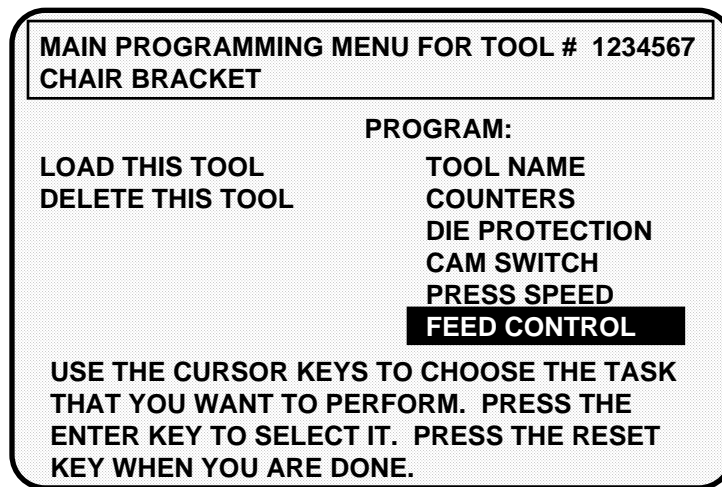 MAIN PROGRAMMING MENU FOR TOOL # 1234567
CHAIR BRACKET
PROGRAM:
LOAD THIS TOOL
DELETE THIS TOOL
TOOL NAME
COUNTERS
DIE PROTECTION
CAM SWITCH
PRESS SPEED
FEED CONTROL
USE THE CURSOR KEYS TO CHOOSE THE TASK
THAT YOU WANT TO PERFORM. PRESS THE
ENTER KEY TO SELECT IT. PRESS THE RESET
KEY WHEN YOU ARE DONE.